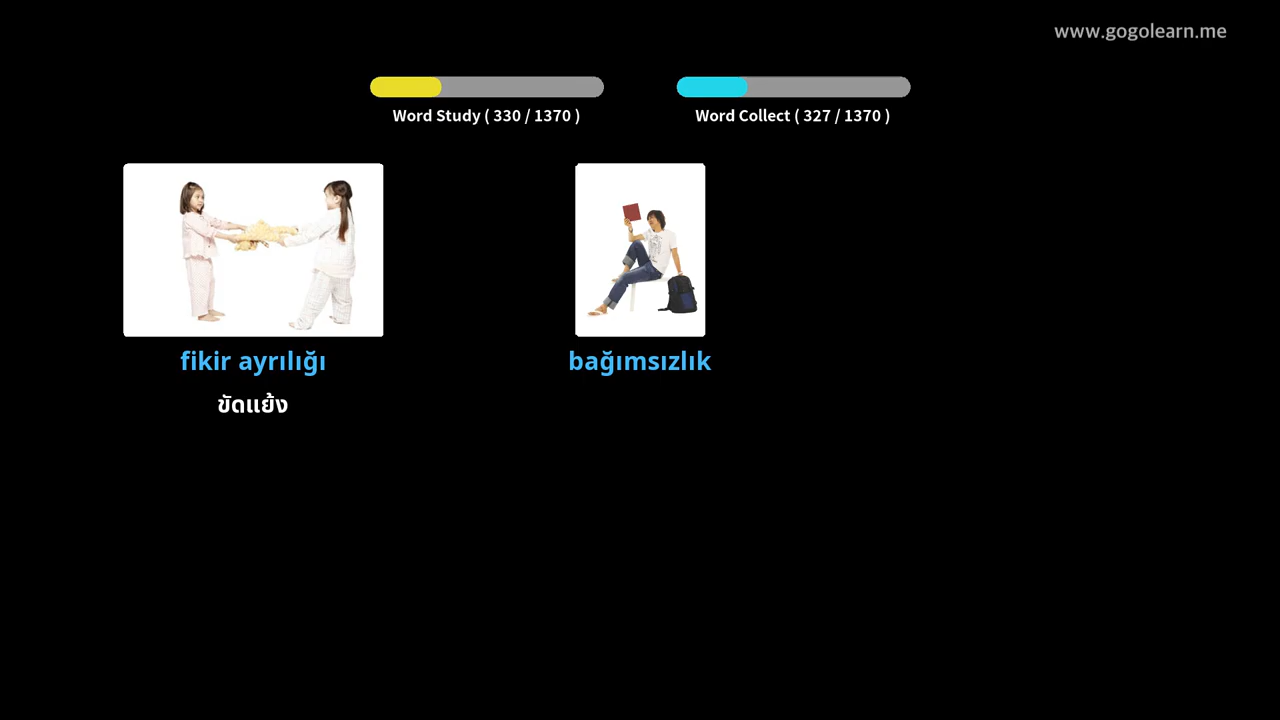 www.gogolearn.me
Word Study ( 330 / 1370 )
Word Collect ( 327 / 1370 )
fikir ayrılığı
ขัดแย้ง
bağımsızlık